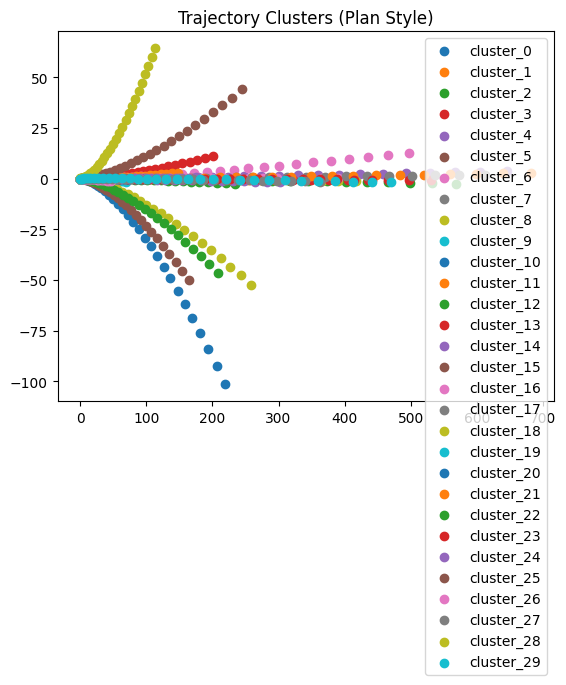 Trajectory Clusters (Plan Style)
50
25
0
−25
−50
−75
−100
0
100
200
300
400
500
600
700
cluster_0
cluster_1
cluster_2
cluster_3
cluster_4
cluster_5
cluster_6
cluster_7
cluster_8
cluster_9
cluster_10
cluster_11
cluster_12
cluster_13
cluster_14
cluster_15
cluster_16
cluster_17
cluster_18
cluster_19
cluster_20
cluster_21
cluster_22
cluster_23
cluster_24
cluster_25
cluster_26
cluster_27
cluster_28
cluster_29